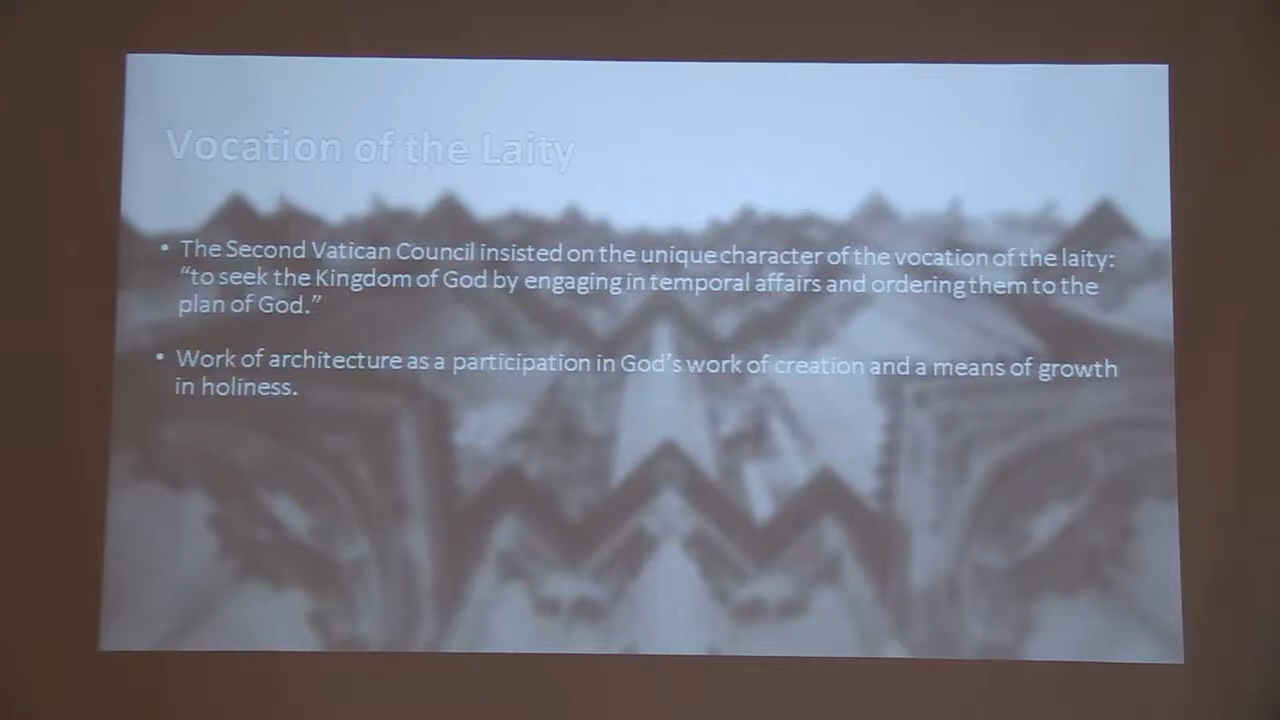 Vocation of the Laity
• The Second Vatican Council insisted on the unique character of the vocation of the laity:
“to seek the Kingdom of God by engaging in temporal affairs and ordering them to the
plan of God.”
• Work of architecture as a participation in God’s work of creation and a means of growth
in holiness.